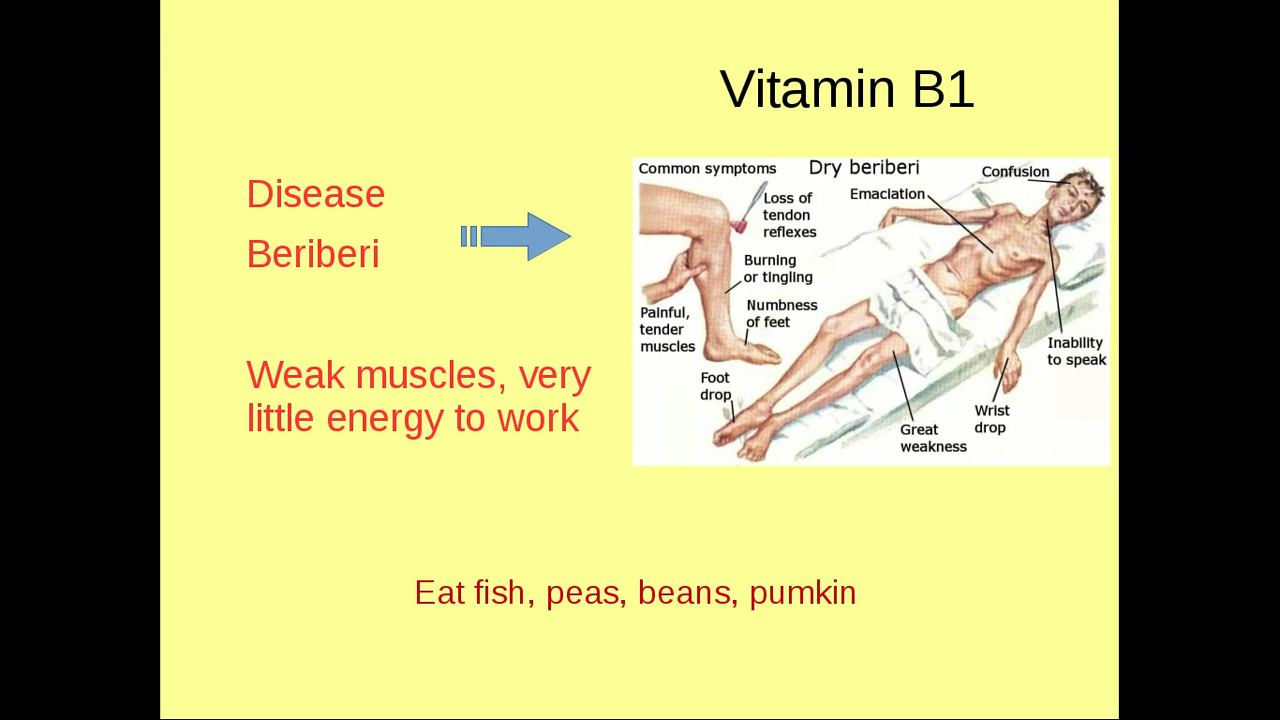 Vitamin B1
Disease
Beriberi
Weak muscles, very
little energy to work
Common symptoms
Dry beriberi
Confusion
Emaciation
Loss of
tendon
reflexes
Burning
or tingling
Numbness
of feet
Painful,
tender
muscles
Foot
drop
Inability
to speak
Wrist
drop
Great
weakness
Eat fish, peas, beans, pumkin